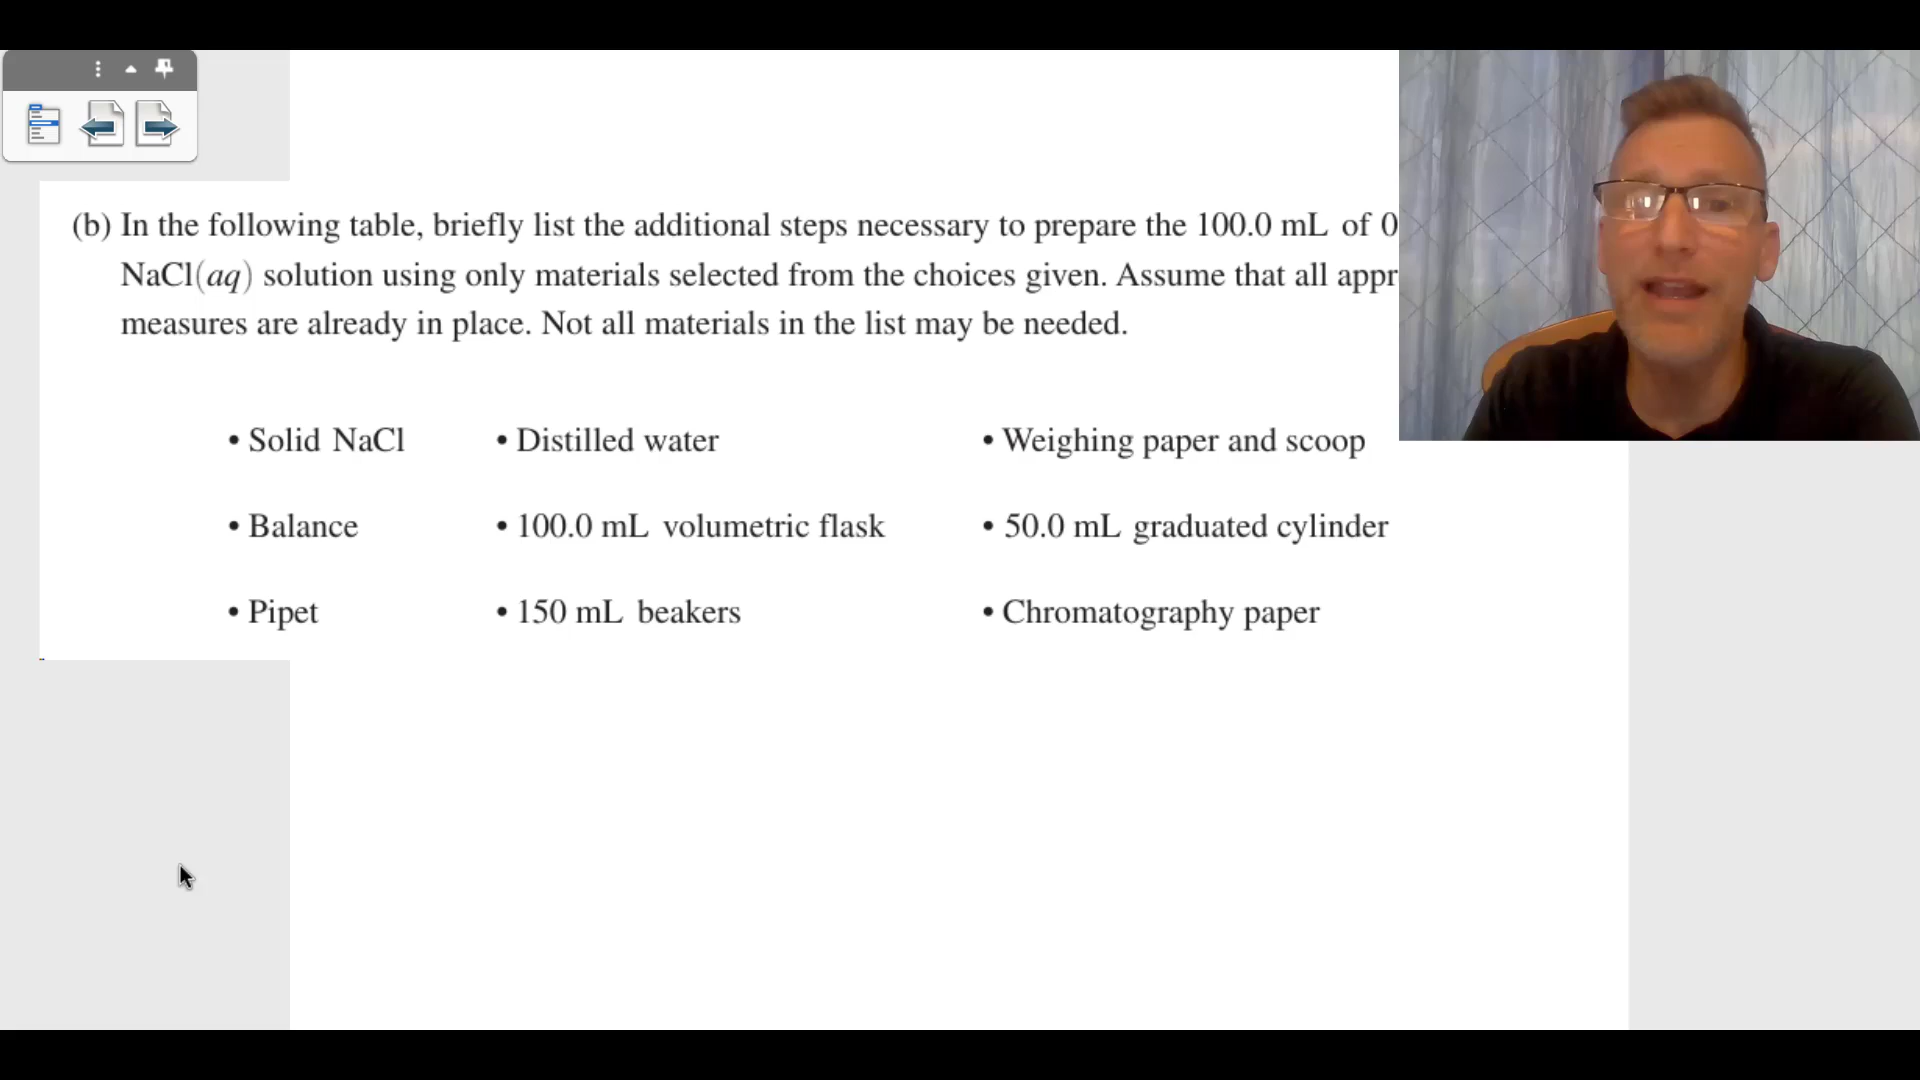 (b) In the following table, briefly list the additional steps necessary to prepare the 100.0 mL of 0
NaCl(aq) solution using only materials selected from the choices given. Assume that all appr
measures are already in place. Not all materials in the list may be needed.
• Solid NaCl • Distilled water • Weighing paper and scoop
• Balance • 100.0 mL volumetric flask • 50.0 mL graduated cylinder
• Pipet • 150 mL beakers • Chromatography paper